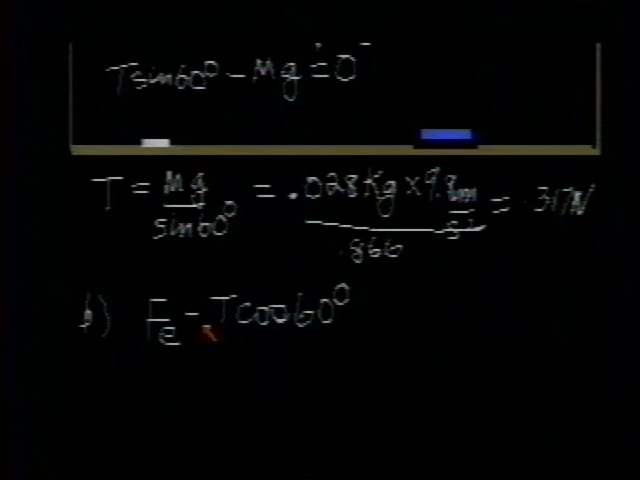 Tsin60° - Mg = 0
T = Mg / sin60° = .028 Kg × 9.8 m/s² / .866 = .317N
b) Fe - Tcos60°